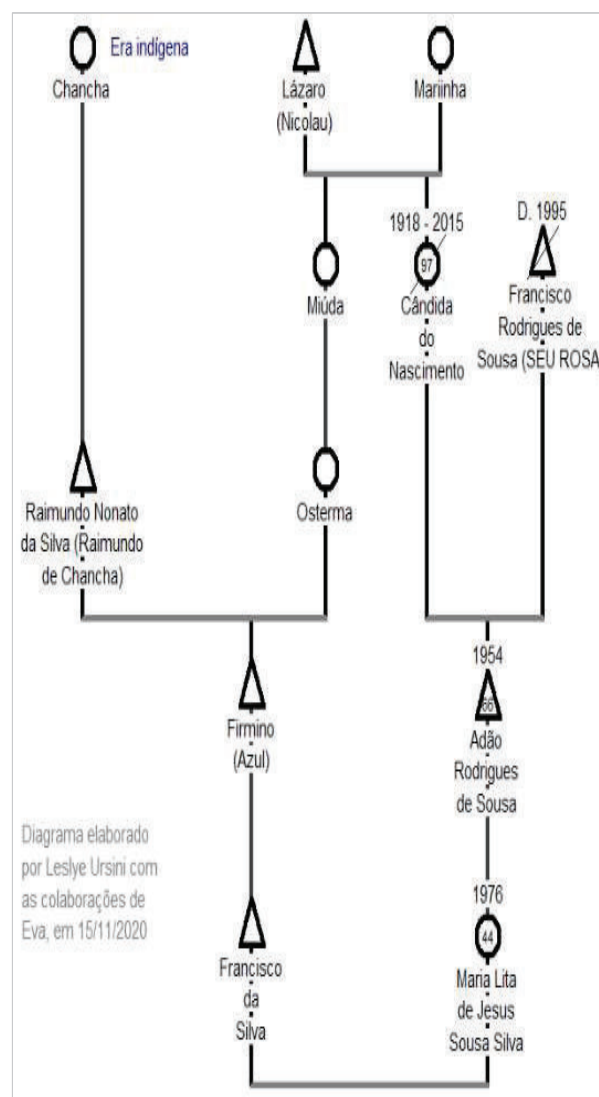 Era indígena
Chancha
Lázaro
(Nicolau)
Mariinha
1918 - 2015
97
Miúda
Cândida
do
Nascimento
D. 1995
Francisco
Rodrigues de
Sousa (SEU ROSA
Raimundo Nonato
da Silva (Raimundo
de Chancha)
Osterma
Firmino
(Azul)
1954
66
Adão
Rodrigues
de Sousa
Diagrama elaborado
por Leslye Ursini com
as colaborações de
Eva, em 15/11/2020
Francisco
da
Silva
1976
44
Maria Lita
de Jesus
Sousa Silva